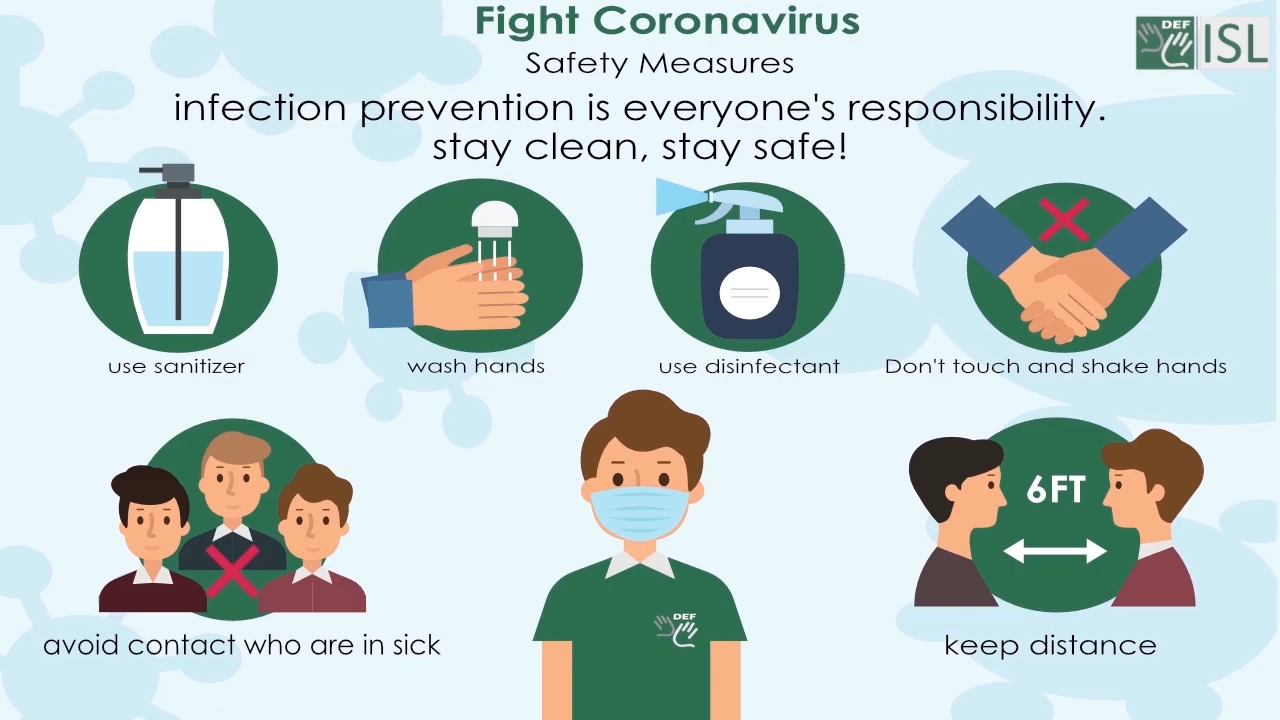 Fight Coronavirus
DEF
ISL
Safety Measures
infection prevention is everyone's responsibility.
stay clean, stay safe!
use sanitizer
wash hands
use disinfectant
Don't touch and shake hands
6FT
DEF
avoid contact who are in sick
keep distance